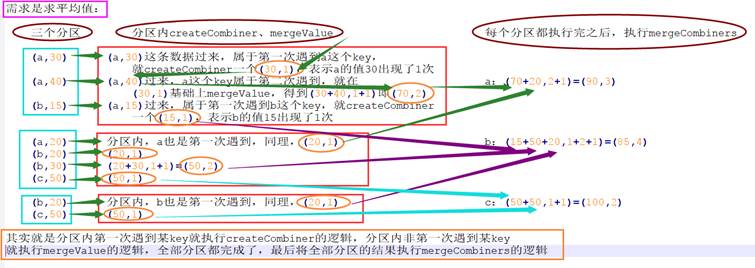 需求是求平均值：
三个分区 分区内createCombiner、mergeValue 每个分区都执行完之后，执行mergeCombiners
(a,30) (a,30)这条数据过来，属于第一次遇到a这个key，
就createCombiner一个(30,1)，表示a的值30出现了1次
(a,40) (a,40)过来，a这个key属于第一次遇到，就在 a: (70+20,2+1)=(90,3)
(30,1)基础上mergeValue，得到(30+40,1+1)即(70,2)
(b,15) (a,15)过来，属于第一次遇到b这个key，就createCombiner
一个(15,1)，表示b的值15出现了1次
(a,20) 分区内，a也是第一次遇到，同理，(20,1) b: (15+50+20,1+2+1)=(85,4)
(b,20) (20,1)
(b,30) (20+30,1+1)=(50,2)
(c,50) (50,1)
(b,20) 分区内，b也是第一次遇到，同理，(20,1) c: (50+50,1+1)=(100,2)
(c,50) (50,1)
其实就是分区内第一次遇到某key就执行createCombiner的逻辑，分区内非第一次遇到某key
就执行mergeValue的逻辑，全部分区都完成了，最后将全部分区的结果执行mergeCombiners的逻辑